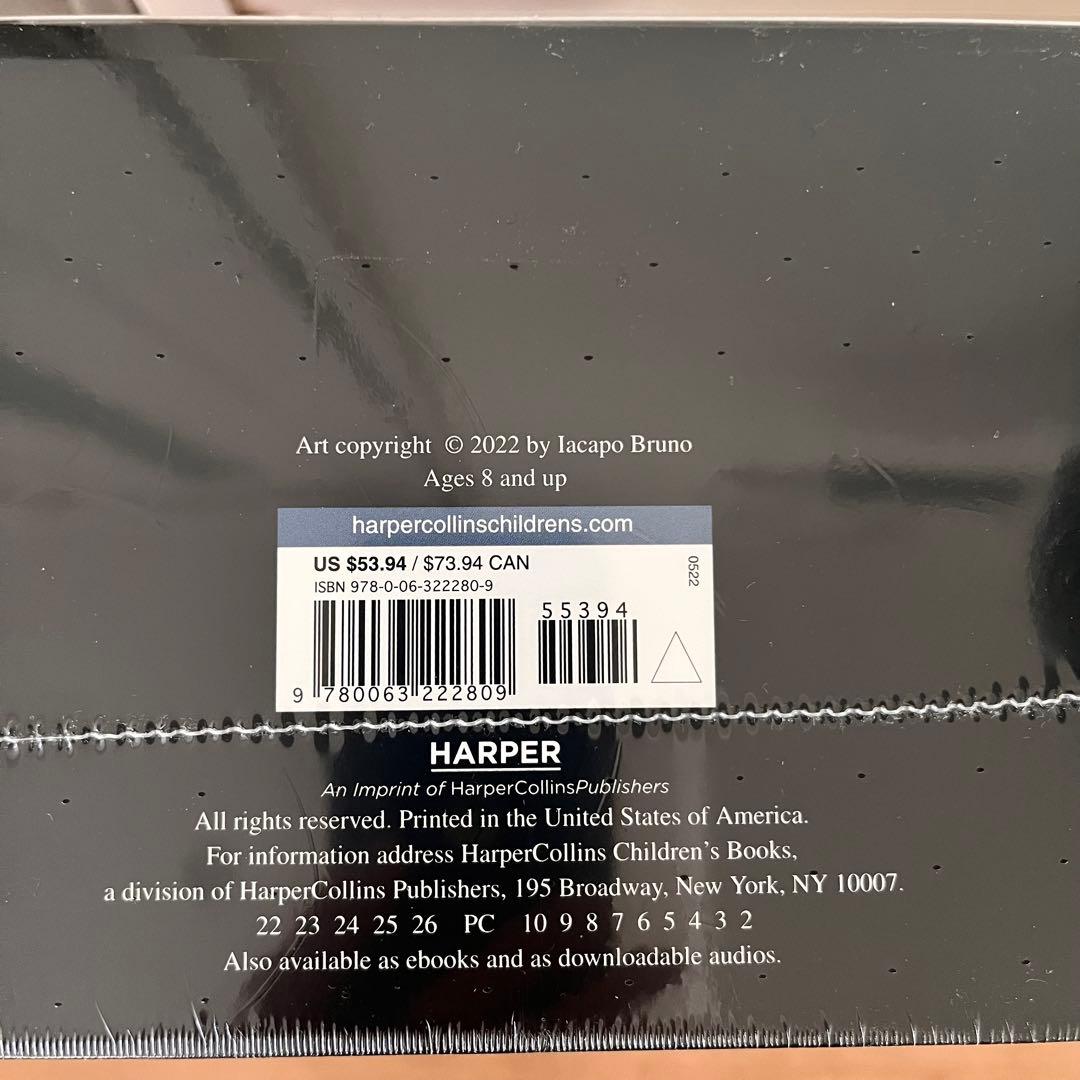 Art copyright © 2022 by Iacapo Bruno
Ages 8 and up
harpercollinschildrens.com
US $53.94 / $73.94 CAN
0522
ISBN 978-0-06-322280-9
55394
9 780063 222809
HARPER
An Imprint of HarperCollinsPublishers
All rights reserved. Printed in the United States of America.
For information address HarperCollins Children's Books,
a division of HarperCollins Publishers, 195 Broadway, New York, NY 10007.
22 23 24 25 26 PC 10 9 8 7 6 5 4 3 2
Also available as ebooks and as downloadable audios.